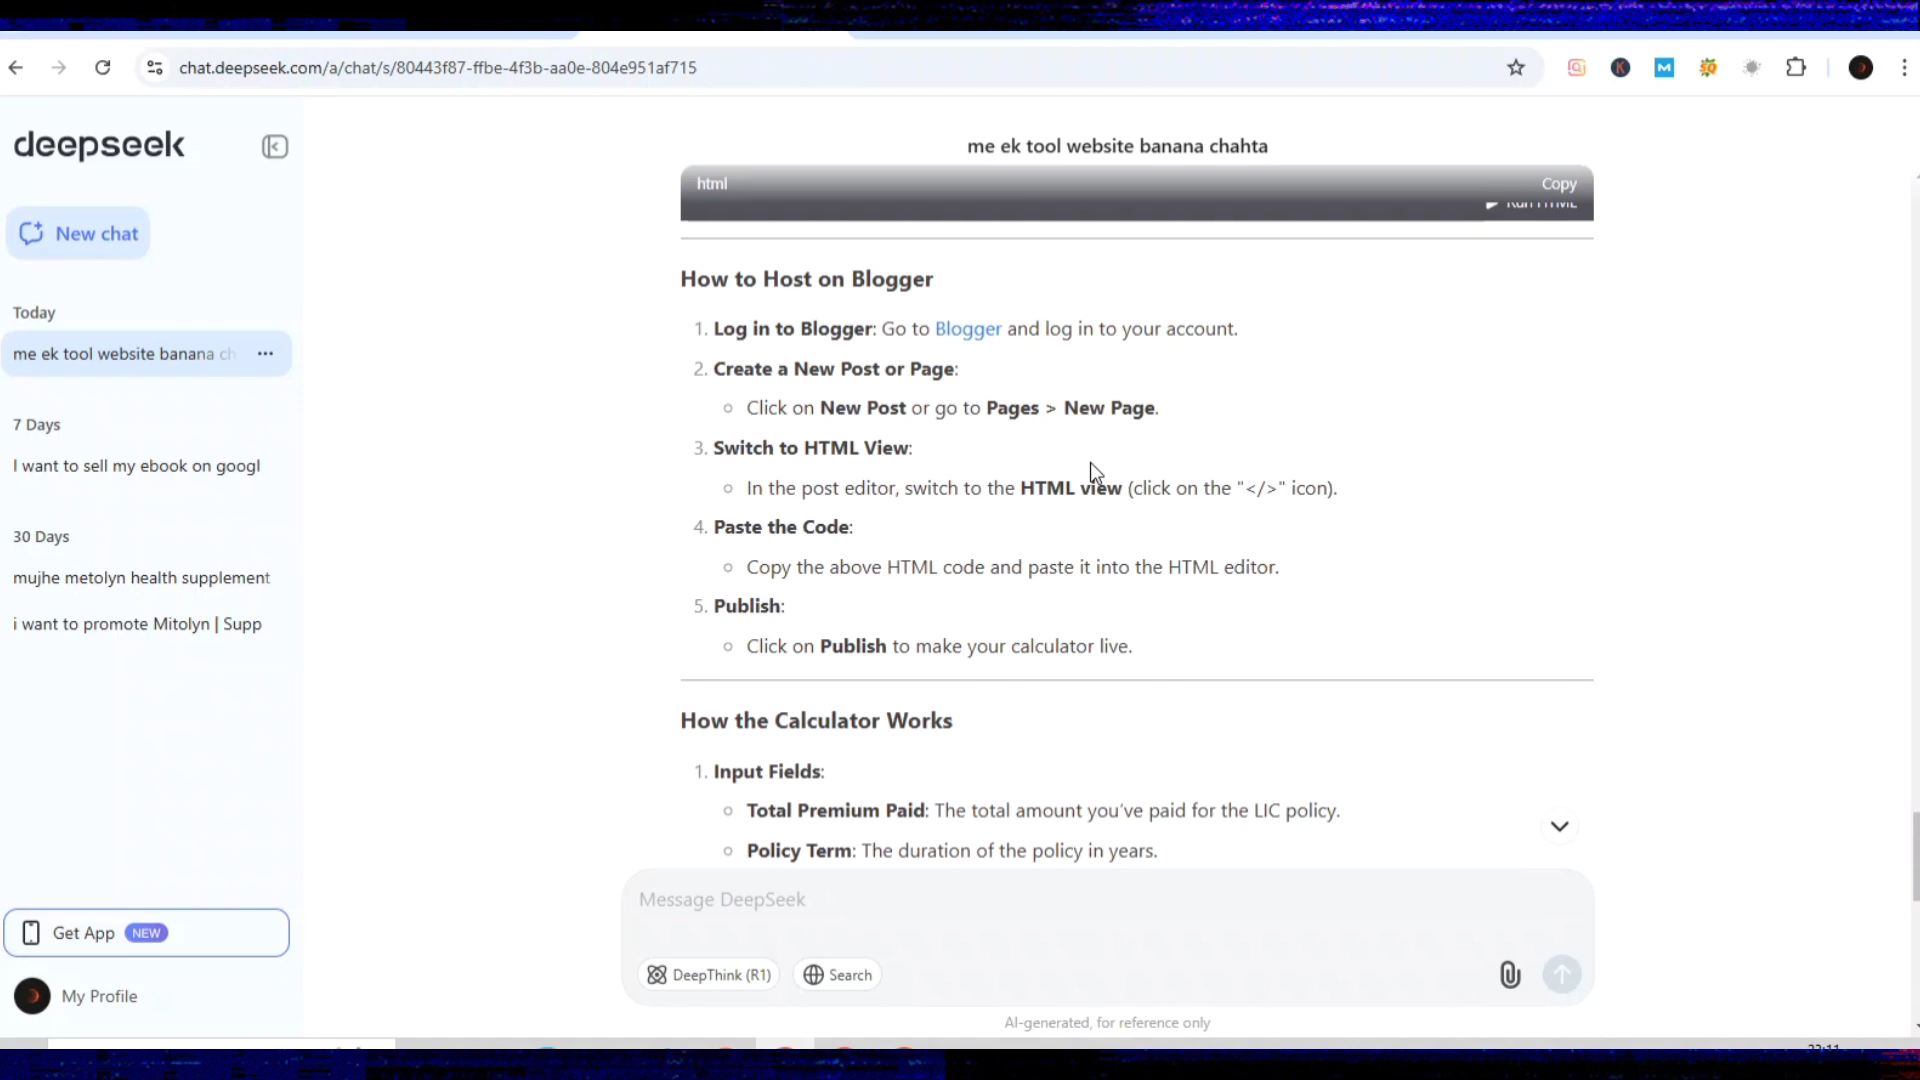 chat.deepseek.com/a/chat/s/80443f87-ffbe-4f3b-aa0e-804e951af715
deepseek
New chat
Today
me ek tool website banana ch
7 Days
I want to sell my ebook on googl
30 Days
mujhe metolyn health supplement
i want to promote Mitolyn | Supp
Get App NEW
My Profile
me ek tool website banana chahta
html Copy
Run HTML
How to Host on Blogger
1. Log in to Blogger: Go to Blogger and log in to your account.
2. Create a New Post or Page:
Click on New Post or go to Pages > New Page.
3. Switch to HTML View:
In the post editor, switch to the HTML view (click on the "</>" icon).
4. Paste the Code:
Copy the above HTML code and paste it into the HTML editor.
5. Publish:
Click on Publish to make your calculator live.
How the Calculator Works
1. Input Fields:
Total Premium Paid: The total amount you've paid for the LIC policy.
Policy Term: The duration of the policy in years.
Message DeepSeek
DeepThink (R1) Search
AI-generated, for reference only